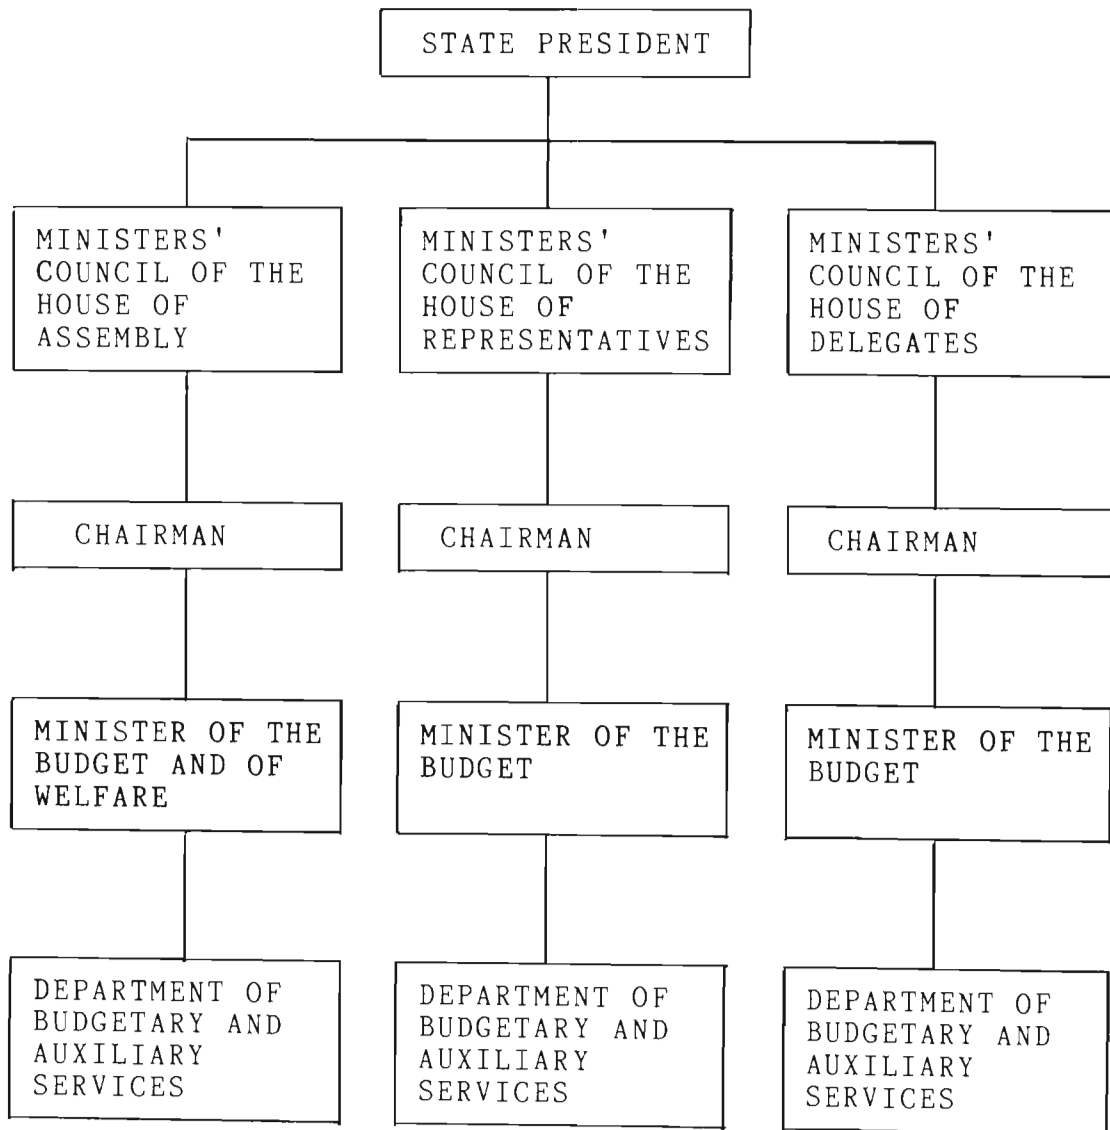 STATE PRESIDENT
MINISTERS'
COUNCIL OF THE
HOUSE OF
ASSEMBLY
MINISTERS'
COUNCIL OF THE
HOUSE OF
REPRESENTATIVES
MINISTERS'
COUNCIL OF THE
HOUSE OF
DELEGATES
CHAIRMAN
CHAIRMAN
CHAIRMAN
MINISTER OF THE
BUDGET AND OF
WELFARE
MINISTER OF THE
BUDGET
MINISTER OF THE
BUDGET
DEPARTMENT OF
BUDGETARY AND
AUXILIARY
SERVICES
DEPARTMENT OF
BUDGETARY AND
AUXILIARY
SERVICES
DEPARTMENT OF
BUDGETARY AND
AUXILIARY
SERVICES